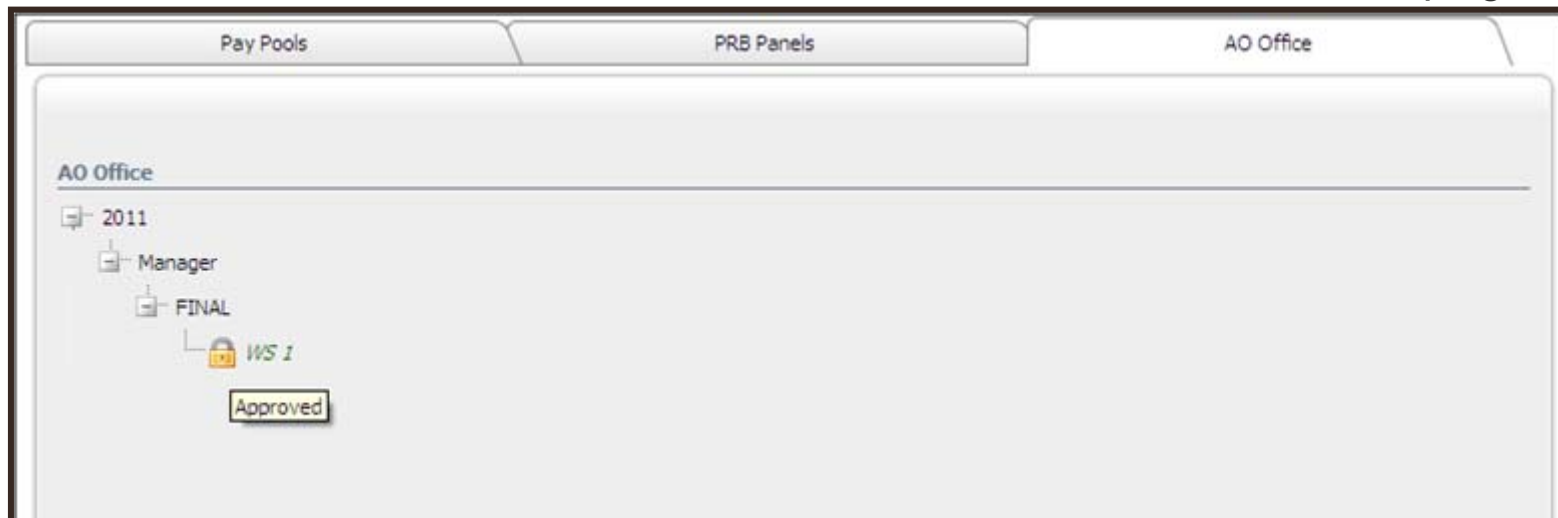 Pay Pools PRB Panels AO Office
AO Office
2011
Manager
FINAL
WS 1
Approved